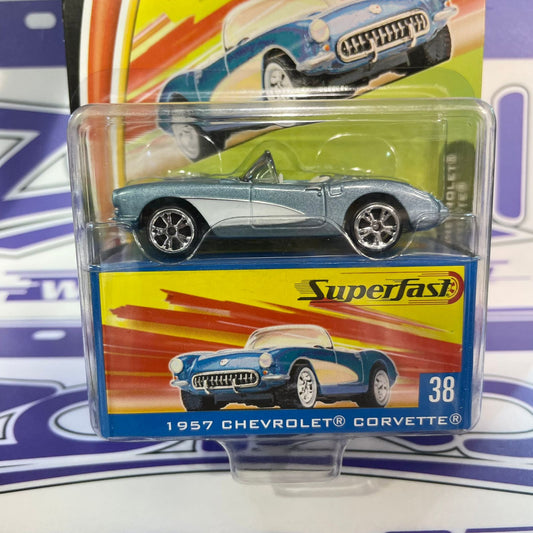 Superfast
38
1957 CHEVROLET® CORVETTE®